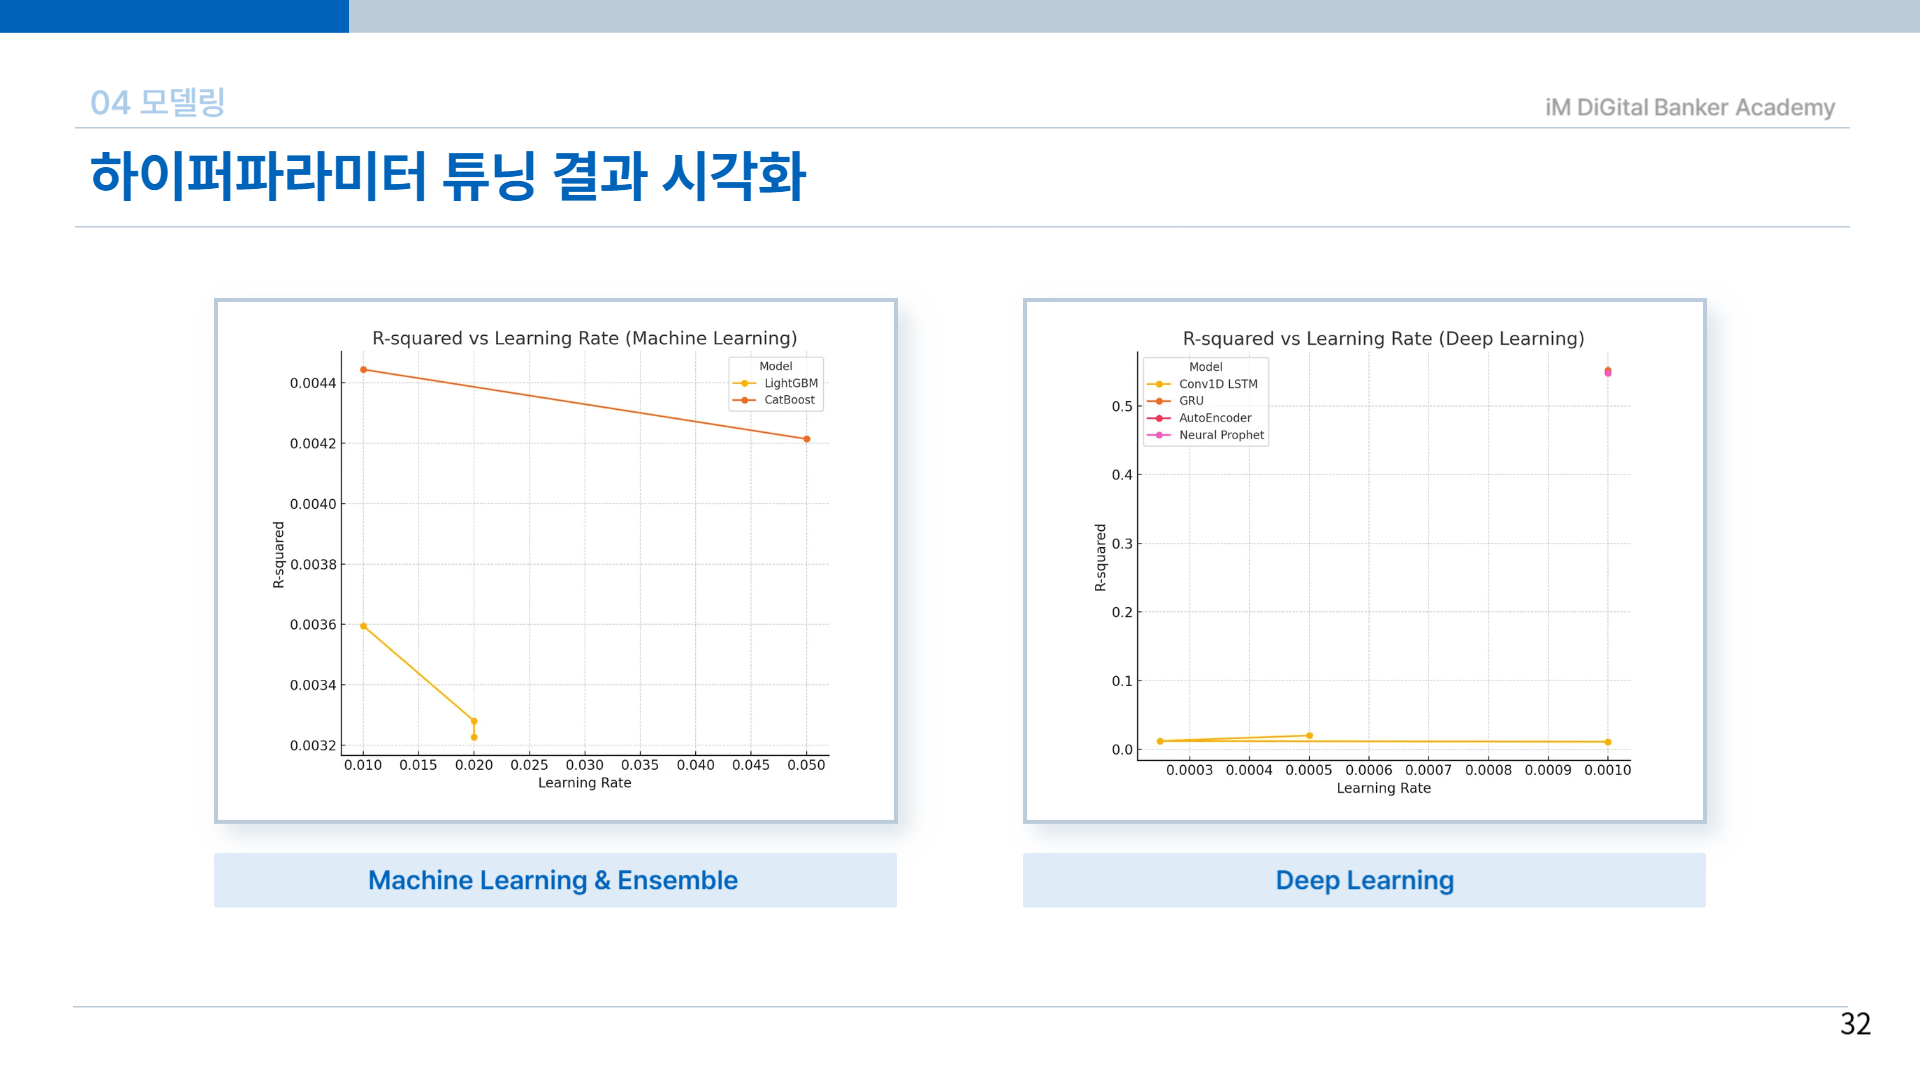 04 모델링
iM DiGital Banker Academy
하이퍼파라미터 튜닝 결과 시각화
R-squared vs Learning Rate (Machine Learning)
Model
LightGBM
CatBoost
0.0044
0.0042
0.0040
0.0038
0.0036
0.0034
0.0032
R-squared
0.010 0.015 0.020 0.025 0.030 0.035 0.040 0.045 0.050
Learning Rate
Machine Learning & Ensemble
R-squared vs Learning Rate (Deep Learning)
Model
Conv1D LSTM
GRU
AutoEncoder
Neural Prophet
0.5
0.4
0.3
0.2
0.1
0.0
R-squared
0.0003 0.0004 0.0005 0.0006 0.0007 0.0008 0.0009 0.0010
Learning Rate
Deep Learning
32